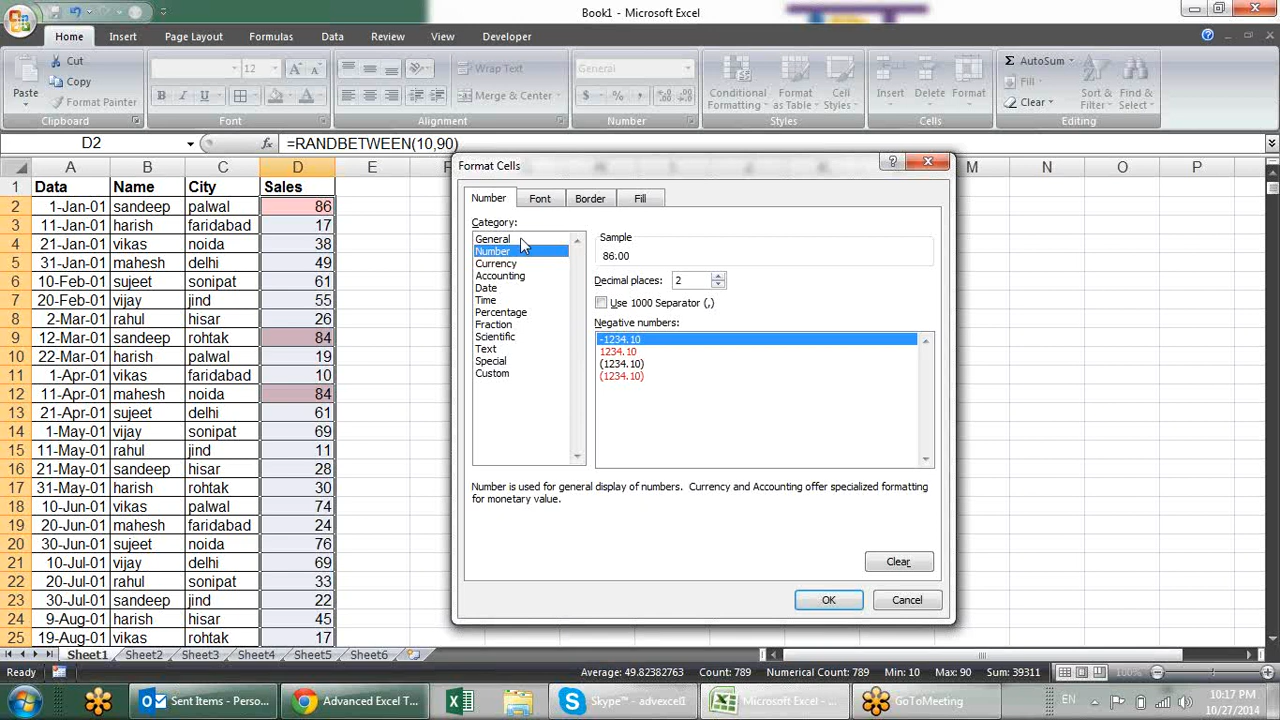 Book1 - Microsoft Excel
Home Insert Page Layout Formulas Data Review View Developer
Paste Cut Copy Format Painter
12
General
Wrap Text
Merge & Center
$ % ,
Conditional Formatting Format as Table Cell Styles
Insert Delete Format
Σ AutoSum Fill Clear
Sort & Filter Find & Select
Clipboard Font Alignment Number Styles Cells Editing
D2 fx =RANDBETWEEN(10,90)
A B C D E M N O P
1 Data Name City Sales
2 1-Jan-01 sandeep palwal 86
3 11-Jan-01 harish faridabad 17
4 21-Jan-01 vikas noida 38
5 31-Jan-01 mahesh delhi 49
6 10-Feb-01 sujeet sonipat 61
7 20-Feb-01 vijay jind 55
8 2-Mar-01 rahul hisar 26
9 12-Mar-01 sandeep rohtak 84
10 22-Mar-01 harish palwal 19
11 1-Apr-01 vikas faridabad 10
12 11-Apr-01 mahesh noida 84
13 21-Apr-01 sujeet delhi 61
14 1-May-01 vijay sonipat 69
15 11-May-01 rahul jind 11
16 21-May-01 sandeep hisar 28
17 31-May-01 harish rohtak 30
18 10-Jun-01 vikas palwal 74
19 20-Jun-01 mahesh faridabad 24
20 30-Jun-01 sujeet noida 76
21 10-Jul-01 vijay delhi 69
22 20-Jul-01 rahul sonipat 33
23 30-Jul-01 sandeep jind 22
24 9-Aug-01 harish hisar 45
25 19-Aug-01 vikas rohtak 17
Format Cells
Number Font Border Fill
Category:
General
Number
Currency
Accounting
Date
Time
Percentage
Fraction
Scientific
Text
Special
Custom
Sample
86.00
Decimal places: 2
Use 1000 Separator (,)
Negative numbers:
-1234.10
1234.10
(1234.10)
(1234.10)
Number is used for general display of numbers. Currency and Accounting offer specialized formatting
for monetary value.
Clear
OK Cancel
Sheet1 Sheet2 Sheet3 Sheet4 Sheet5 Sheet6
Ready Average: 49.82382763 Count: 789 Numerical Count: 789 Min: 10 Max: 90 Sum: 39311 100%
Sent Items - Perso... Advanced Excel T... Skype™ - advexcel1 Microsoft Excel - ... GoToMeeting EN 10:17 PM
10/27/2014